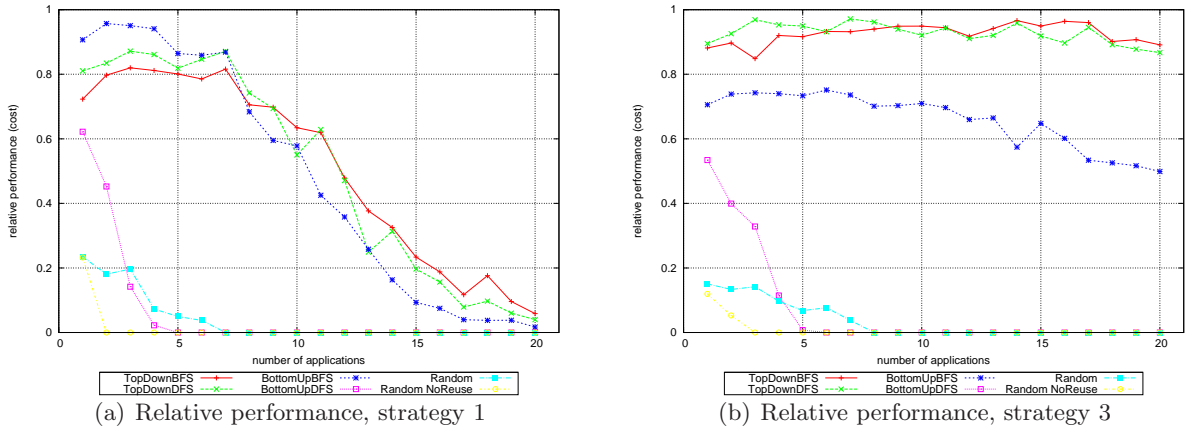 relative performance (cost)
1
0.8
0.6
0.4
0.2
0
0 5 10 15 20
number of applications
TopDownBFS BottomUpBFS Random
TopDownDFS BottomUpDFS Random NoReuse
(a) Relative performance, strategy 1
relative performance (cost)
1
0.8
0.6
0.4
0.2
0
0 5 10 15 20
number of applications
TopDownBFS BottomUpBFS Random
TopDownDFS BottomUpDFS Random NoReuse
(b) Relative performance, strategy 3